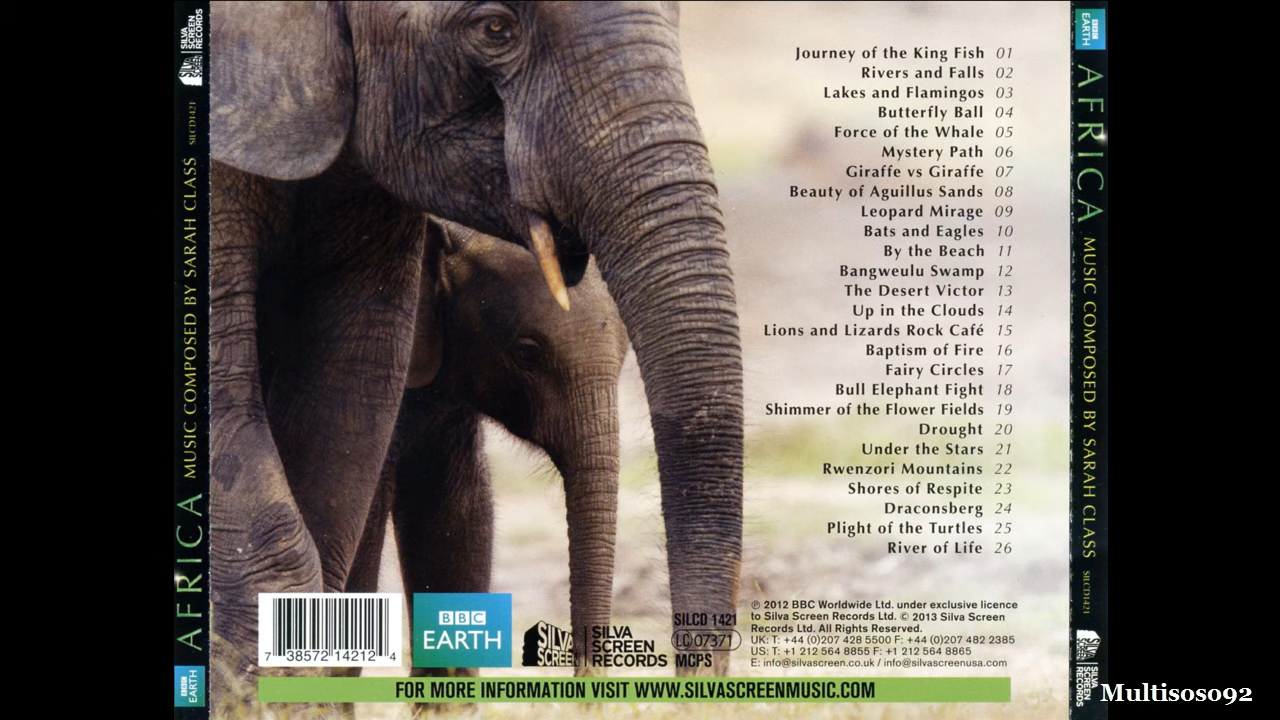 SILVA
SCREEN
RECORDS
SILCD1421
AFRICA MUSIC COMPOSED BY SARAH CLASS
BBC
EARTH
Journey of the King Fish 01
Rivers and Falls 02
Lakes and Flamingos 03
Butterfly Ball 04
Force of the Whale 05
Mystery Path 06
Giraffe vs Giraffe 07
Beauty of Aguillus Sands 08
Leopard Mirage 09
Bats and Eagles 10
By the Beach 11
Bangweulu Swamp 12
The Desert Victor 13
Up in the Clouds 14
Lions and Lizards Rock Café 15
Baptism of Fire 16
Fairy Circles 17
Bull Elephant Fight 18
Shimmer of the Flower Fields 19
Drought 20
Under the Stars 21
Rwenzori Mountains 22
Shores of Respite 23
Draconsberg 24
Plight of the Turtles 25
River of Life 26
7 38572 14212 4
BBC
EARTH
SILVA
SCREEN
SILVA
SCREEN
RECORDS
SILCD 1421
LC 07371
MCPS
℗ 2012 BBC Worldwide Ltd. under exclusive licence
to Silva Screen Records Ltd. © 2013 Silva Screen
Records Ltd. All Rights Reserved.
UK: T: +44 (0)207 428 5500 F: +44 (0)207 482 2385
US: T: +1 212 564 8855 F: +1 212 564 8865
E: info@silvascreen.co.uk / info@silvascreenusa.com
FOR MORE INFORMATION VISIT WWW.SILVASCREENMUSIC.COM
BBC
EARTH
AFRICA MUSIC COMPOSED BY SARAH CLASS
SILCD1421
SILVA
SCREEN
RECORDS
Multisoso92